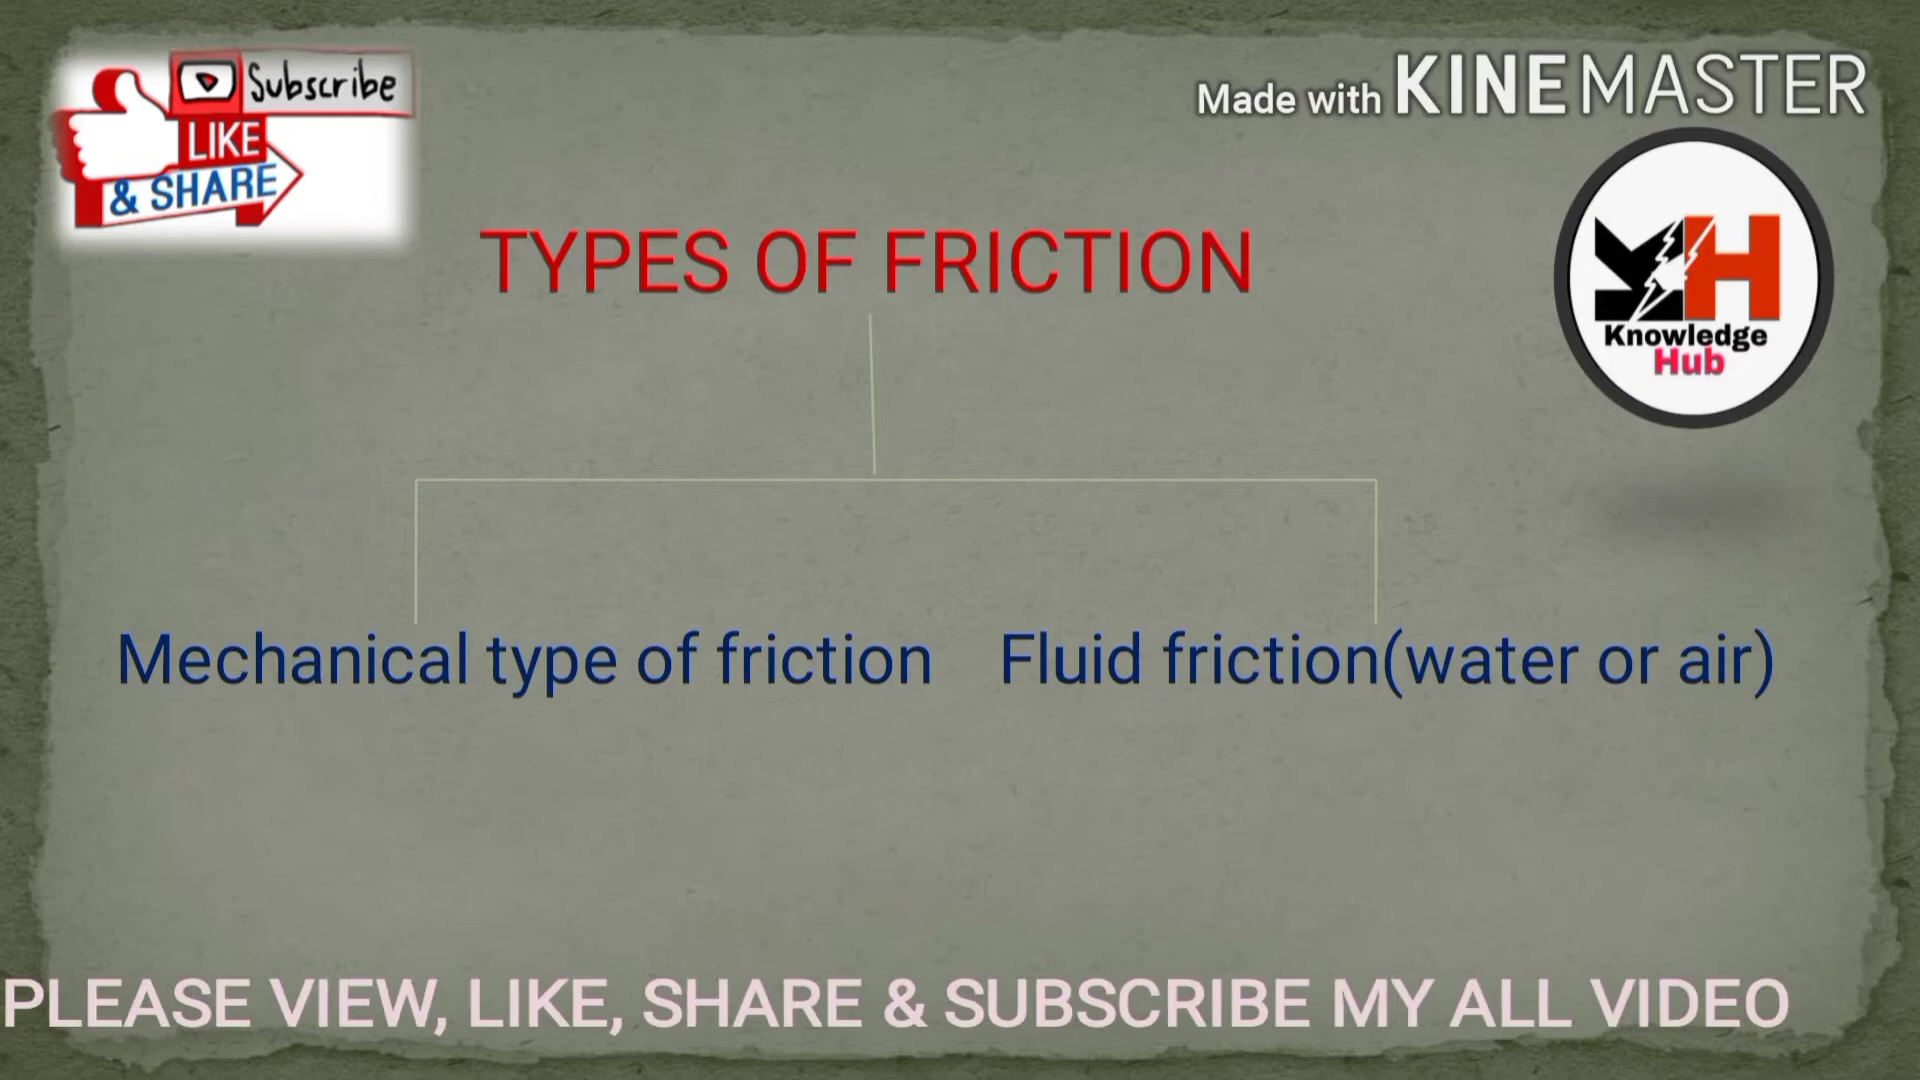 Subscribe
LIKE
& SHARE
Made with KINEMASTER
KH
Knowledge
Hub
TYPES OF FRICTION
Mechanical type of friction
Fluid friction(water or air)
PLEASE VIEW, LIKE, SHARE & SUBSCRIBE MY ALL VIDEO